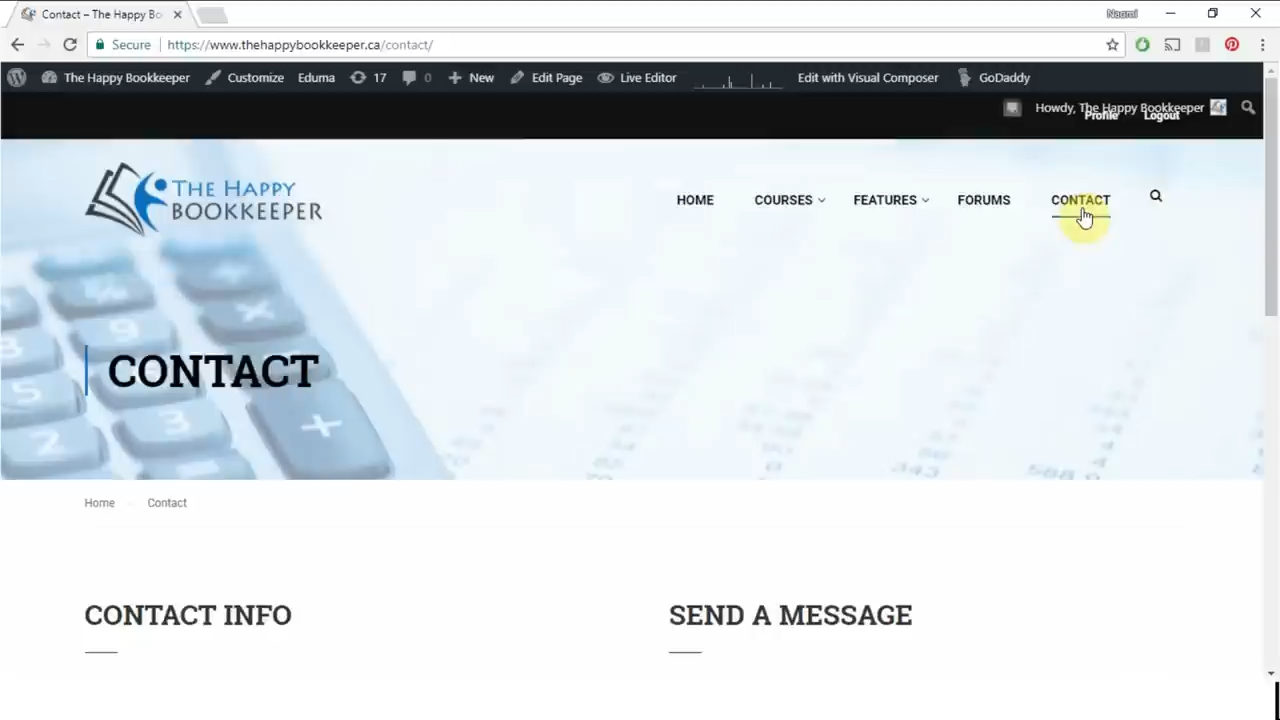 Contact – The Happy Bo
Naomi
Secure
https://www.thehappybookkeeper.ca/contact/
The Happy Bookkeeper Customize Eduma 17 0 New Edit Page Live Editor Edit with Visual Composer GoDaddy
Howdy, The Happy Bookkeeper
Profile Logout
THE HAPPY
BOOKKEEPER
HOME COURSES FEATURES FORUMS CONTACT
CONTACT
Home Contact
CONTACT INFO SEND A MESSAGE